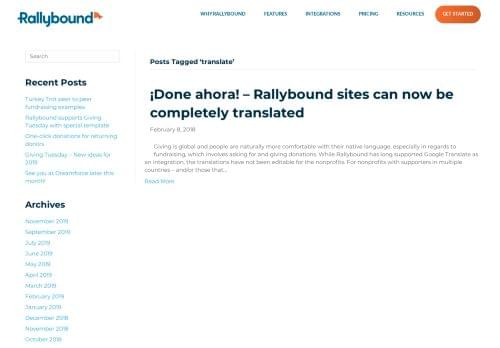 Rallybound
WHY RALLYBOUND
FEATURES
INTEGRATIONS
PRICING
RESOURCES
GET STARTED
Search
Recent Posts
Turkey Trot peer to peer
fundraising examples
Rallybound supports Giving
Tuesday with special template
One-click donations for returning
donors
Giving Tuesday – New ideas for
2019
See you at Dreamforce later this
month!
Archives
November 2019
September 2019
July 2019
June 2019
May 2019
April 2019
March 2019
February 2019
January 2019
December 2018
November 2018
October 2018
Posts Tagged ‘translate’
¡Done ahora! – Rallybound sites can now be
completely translated
February 8, 2018
Giving is global and people are naturally more comfortable with their native language, especially in regards to
fundraising, which involves asking for and giving donations. While Rallybound has long supported Google Translate as
an integration, the translations have not been editable for the nonprofits. For nonprofits with supporters in multiple
countries – and/or those that...
Read More